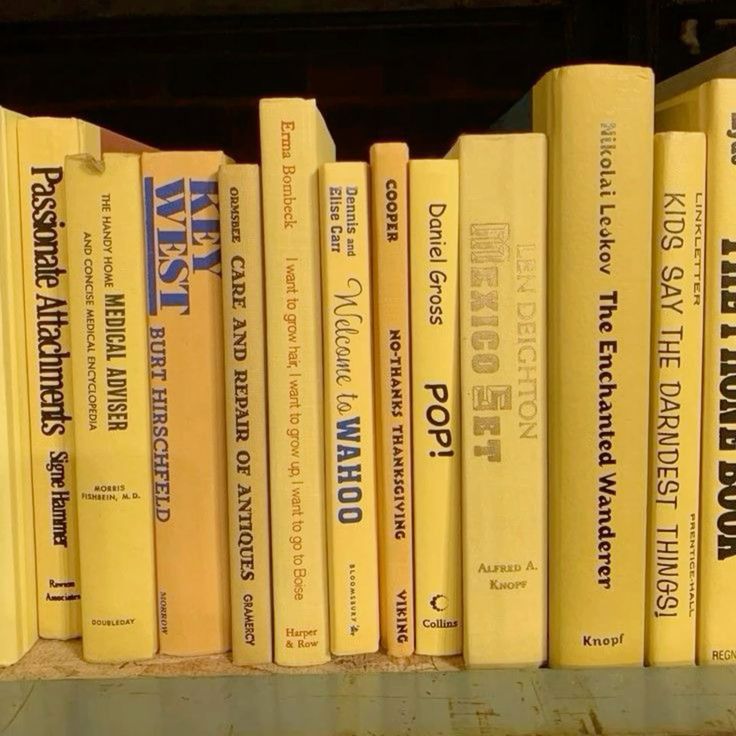 Passionate Attachments
Signe Hammer
Rawson
Associates
THE HANDY HOME
MEDICAL ADVISER
AND CONCISE MEDICAL ENCYCLOPEDIA
MORRIS
FISHBEIN, M. D.
DOUBLEDAY
KEY
WEST
BURT HIRSCHFELD
MORROW
ORMSBEE
CARE AND REPAIR OF ANTIQUES
GRAMERCY
Erma Bombeck
I want to grow hair, I want to grow up, I want to go to Boise
Harper
& Row
Dennis and
Elise Carr
Welcome to WAHOO
BLOOMSBURY
COOPER
NO-THANKS THANKSGIVING
VIKING
Daniel Gross
POP!
Collins
LEN DEIGHTON
MEXICO SET
ALFRED A.
KNOPF
Nikolai Leskov
The Enchanted Wanderer
Knopf
LINKLETTER
KIDS SAY THE DARNDEST THINGS!
PRENTICE-HALL
BOOK
REGN